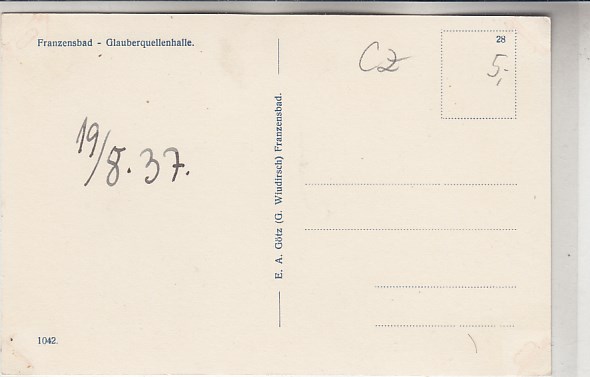 Franzensbad - Glauberquellenhalle.
19/8. 37.
1042.
E. A. Götz (G. Windirsch) Franzensbad.
CZ
28
5,-